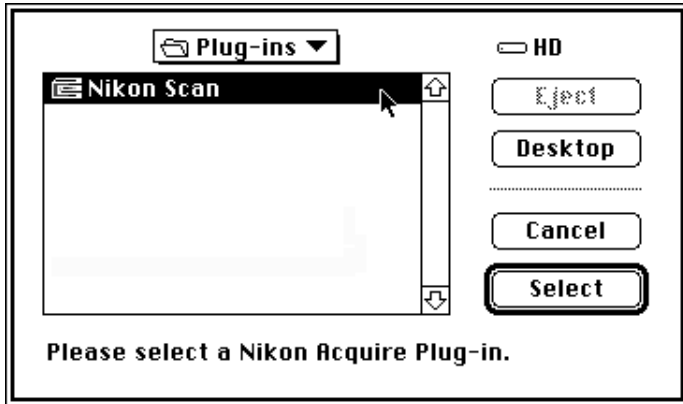 Plug-ins
HD
Nikon Scan
Eject
Desktop
Cancel
Select
Please select a Nikon Acquire Plug-in.